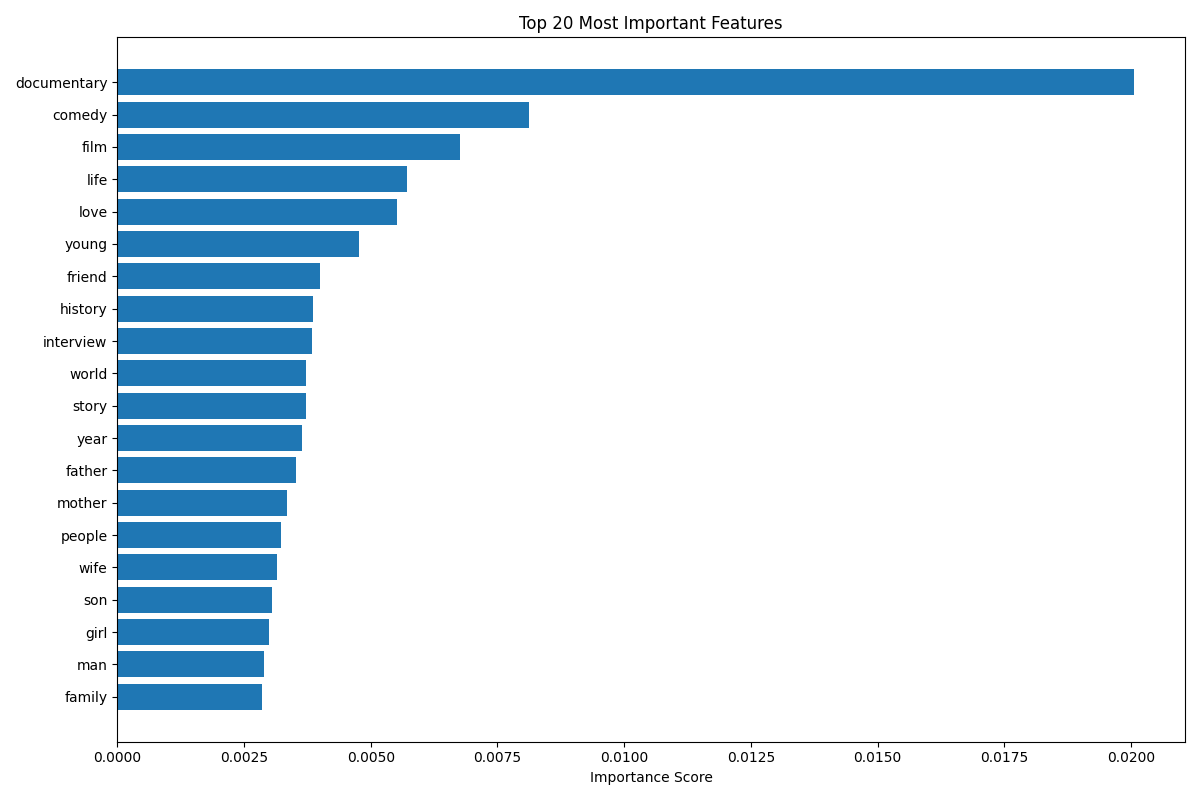 Top 20 Most Important Features
documentary
comedy
film
life
love
young
friend
history
interview
world
story
year
father
mother
people
wife
son
girl
man
family
0.0000 0.0025 0.0050 0.0075 0.0100 0.0125 0.0150 0.0175 0.0200
Importance Score